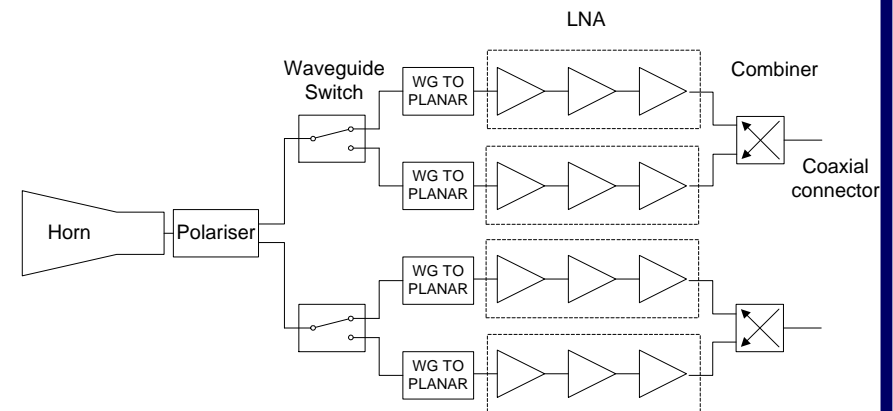 LNA
Waveguide
Switch
WG TO
PLANAR
Combiner
WG TO
PLANAR
Coaxial
connector
Horn
Polariser
WG TO
PLANAR
WG TO
PLANAR